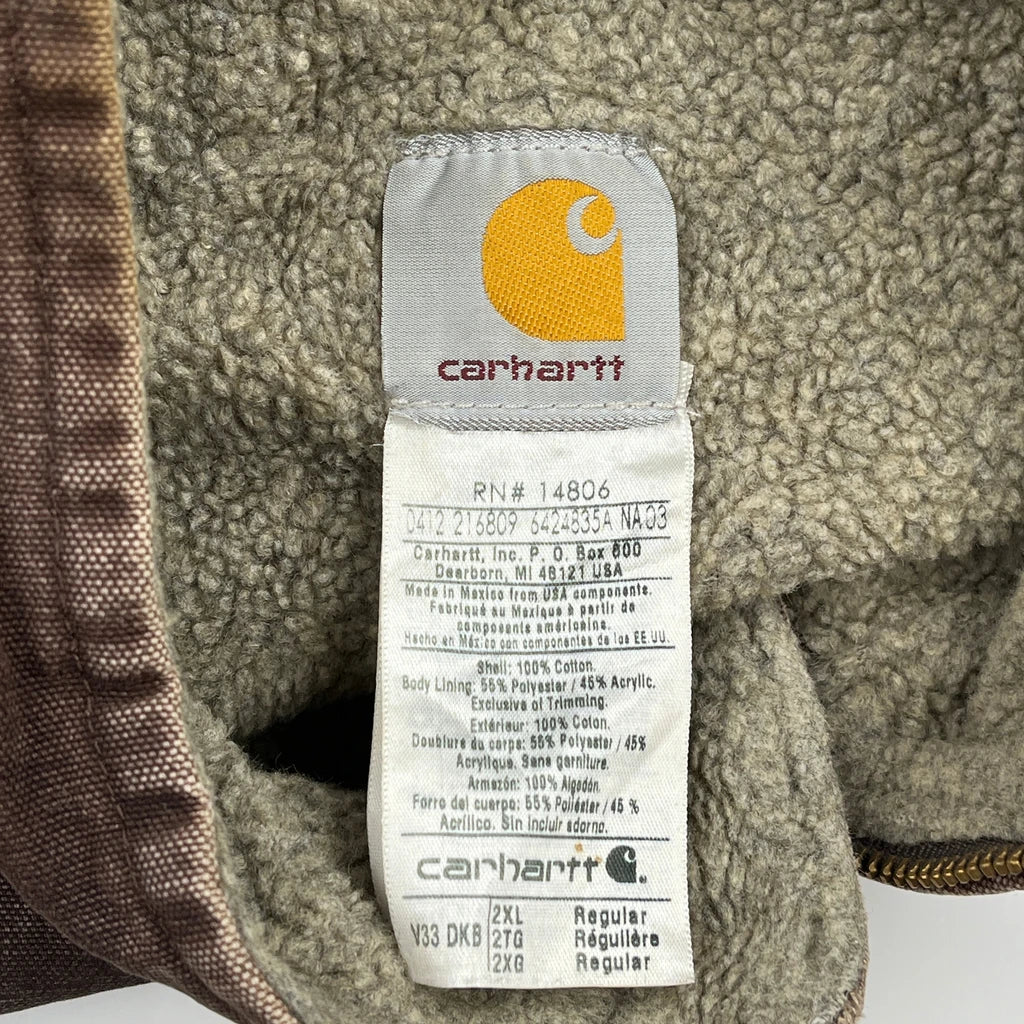 carhartt
RN# 14806
0412 216809 6424835A NA03
Carhartt, Inc. P. O. Box 600
Dearborn, MI 48121 USA
Made in Mexico from USA components.
Fabriqué au Mexique à partir de
composants américains.
Hecho en México con componentes de los EE.UU.
Shell: 100% Cotton.
Body Lining: 55% Polyester / 45% Acrylic.
Exclusive of Trimming.
Extérieur: 100% Coton.
Doublure du corps: 55% Polyester / 45%
Acrylique. Sans garniture.
Armazón: 100% Algodón.
Forro del cuerpo: 55% Poliéster / 45 %
Acrílico. Sin incluir adorno.
carhartt
V33 DKB 2XL Regular
2TG Régulière
2XG Regular